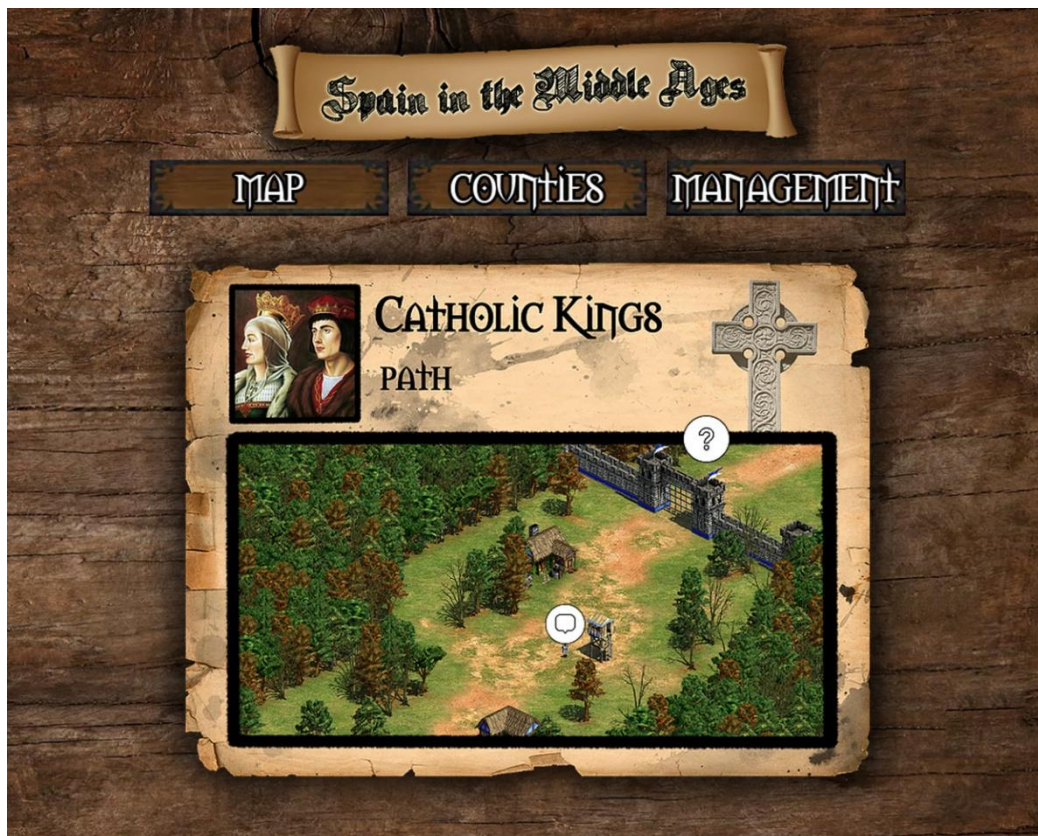 Spain in the Middle Ages
MAP
COUNTIES
MANAGEMENT
CATHOLIC KINGS
PATH
?